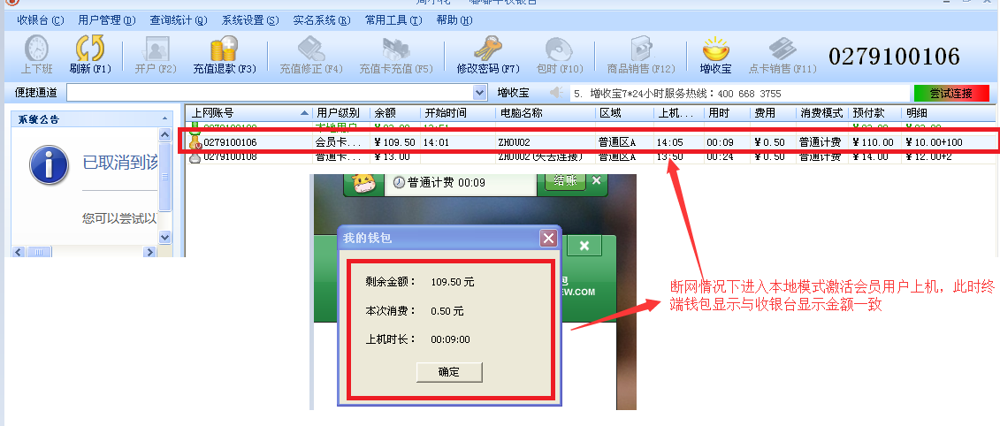 收银台(C) 用户管理(D) 查询统计(Q) 系统设置(S) 实名系统(R) 常用工具(T) 帮助(H)
上下班 刷新(F1) 开户(F2) 充值退款(F3) 充值修正(F4) 充值卡充值(F5) 修改密码(F7) 包时(F10) 商品销售(F12) 增收宝 点卡销售(F11) 0279100106
便捷通道 增收宝 5. 增收宝7*24小时服务热线：400 668 3755 尝试连接
系统公告
已取消到该
您可以尝试以
上网账号 用户级别 余额 开始时间 电脑名称 区域 上机... 用时 费用 消费模式 预付款 明细
0279100106 会员卡... ￥109.50 14:01 ZHOU02 普通区A 14:05 00:09 ￥0.50 普通计费 ￥110.00 ￥10.00+100
0279100108 普通卡... ￥13.00 ZHOU02(失去连接) 普通区A 13:50 00:24 ￥0.50 普通计费 ￥14.00 ￥12.00+2
普通计费 00:09 结账
我的钱包
剩余金额： 109.50 元
本次消费： 0.50 元
上机时长： 00:09:00
确定
EW.COM
断网情况下进入本地模式激活会员用户上机，此时终
端钱包显示与收银台显示金额一致